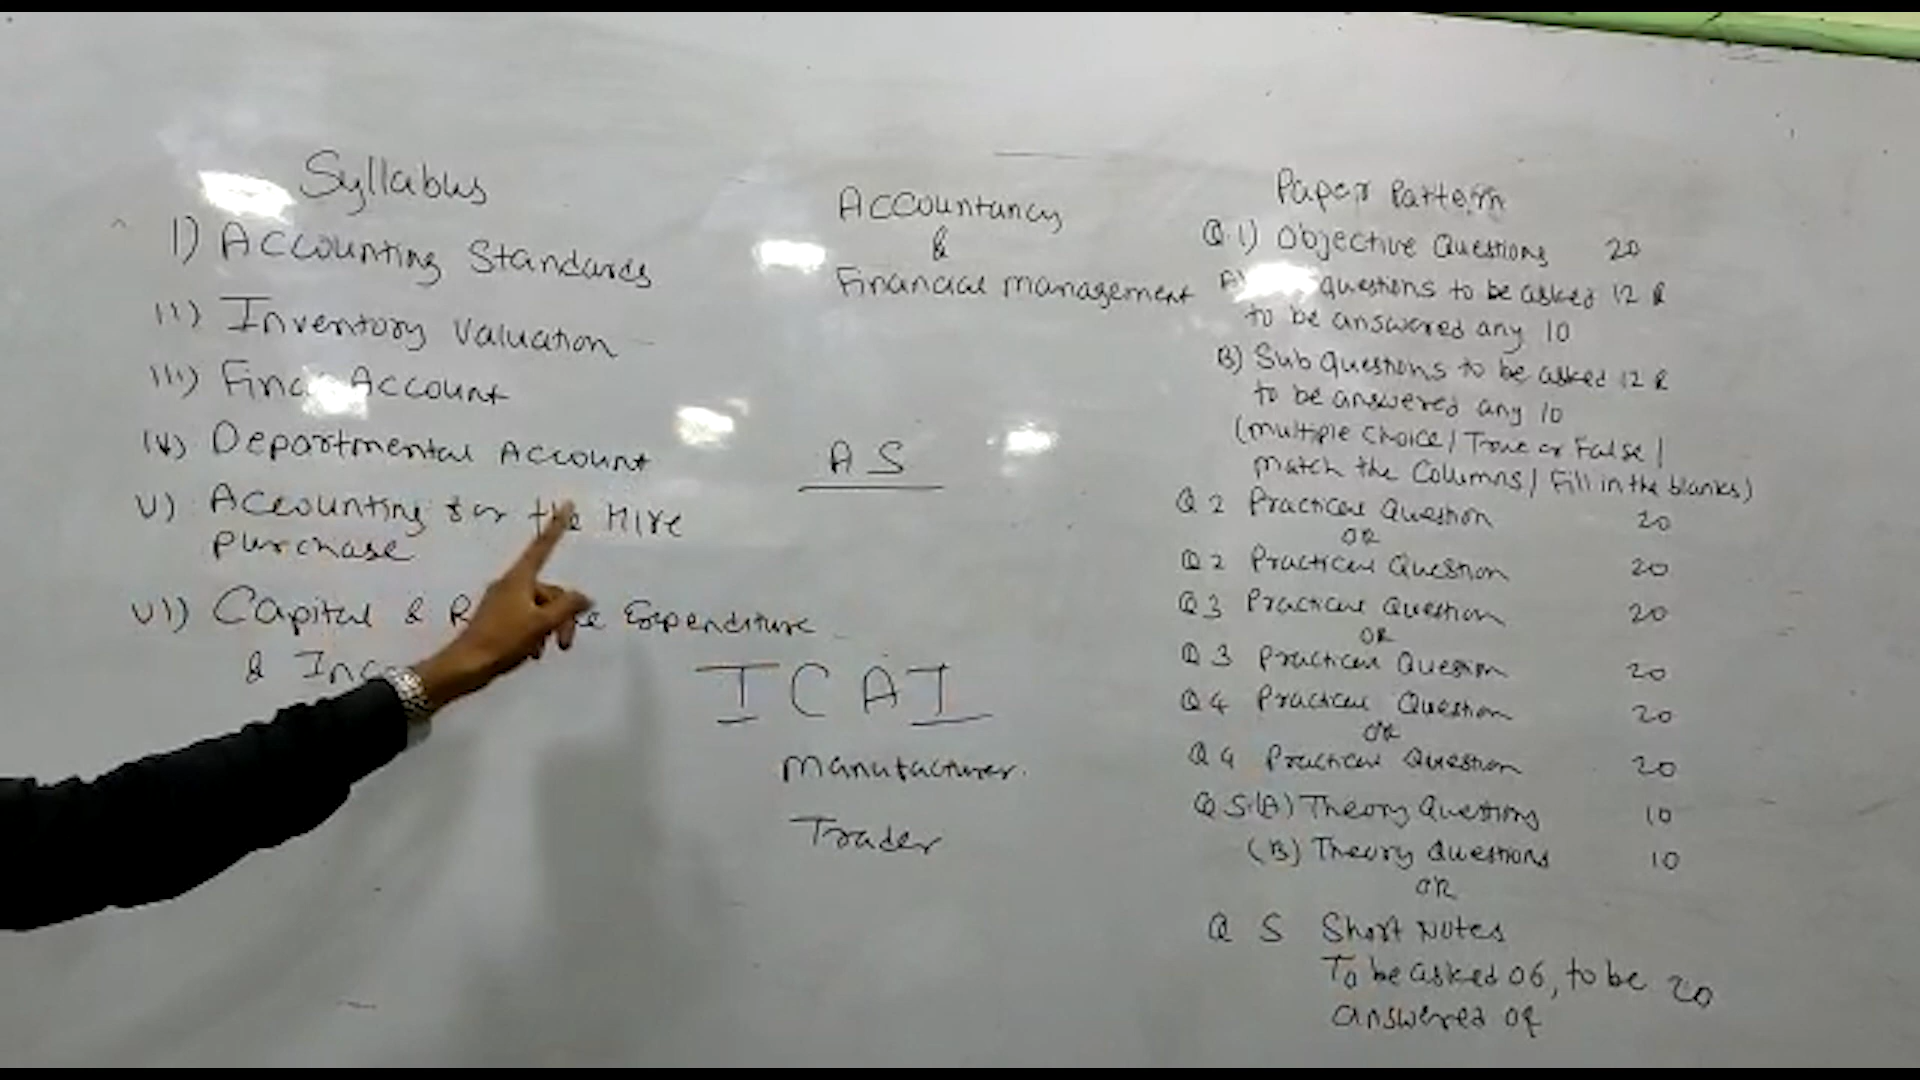 Syllabus
I) Accounting Standards
II) Inventory Valuation
III) Account
IV) Departmental Account
V) Accounting for the Hire
purchase
VI) Capital & Expenditure
&
Accountancy
&
Financial management
AS
ICAI
Manufacturer.
Trader
Paper Pattern
Q.1) Objective Questions 20
questions to be asked 12 &
to be answered any 10
B) Sub Questions to be asked 12 &
to be answered any 10
(multiple choice / True or False /
match the Columns / Fill in the blanks)
Q 2 Practical Question 20
OR
Q 2 Practical Question 20
Q 3 Practical Question 20
OR
Q 3 Practical Question 20
Q 4 Practical Question 20
OR
Q 4 Practical Question 20
Q 5 (A) Theory Questions 10
(B) Theory Questions 10
OR
Q 5 Short Notes
To be asked 06, to be 20
answered